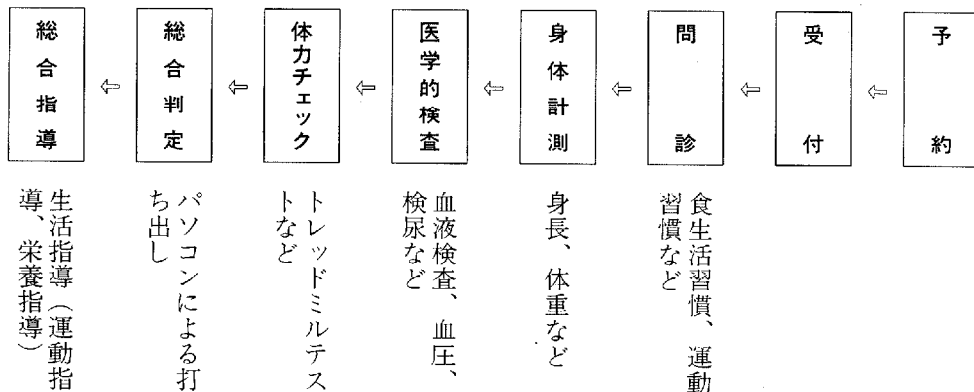 予約
⇦
受付
⇦
問診
⇦
身体計測
⇦
医学的検査
⇦
体力チェック
⇦
総合判定
⇦
総合指導
食生活習慣、運動
習慣など
身長、体重など
血液検査、血圧、
検尿など
トレッドミルテス
トなど
パソコンによる打
ち出し
生活指導（運動指
導、栄養指導）